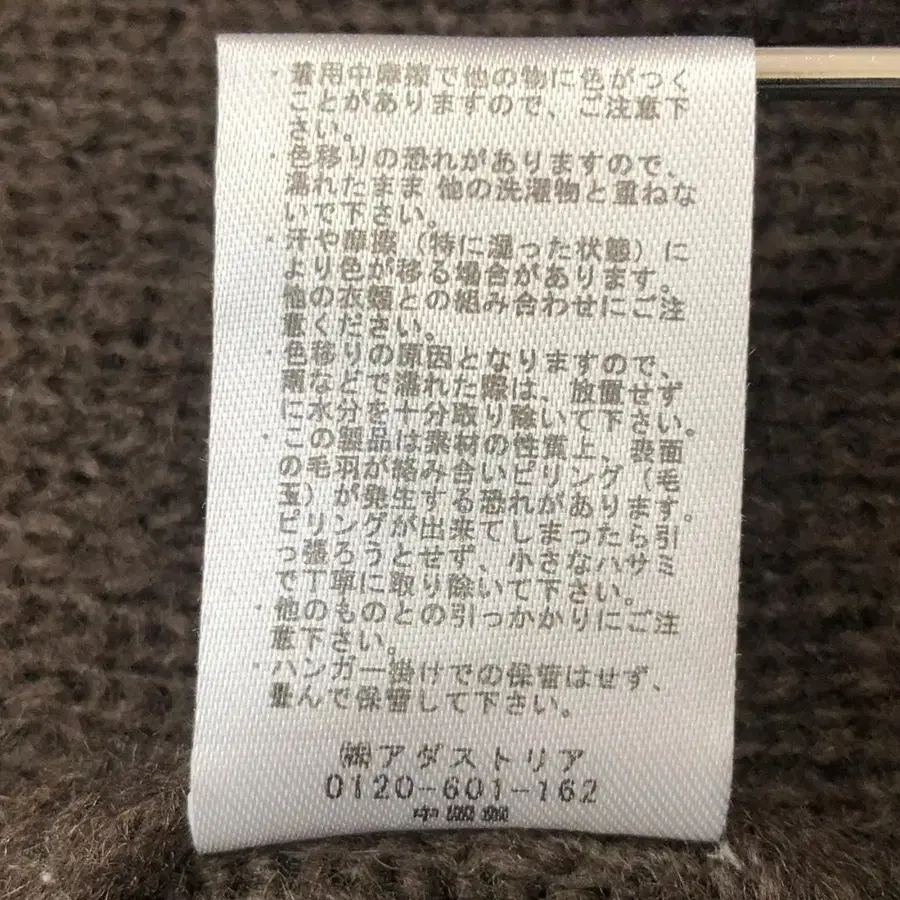 ・着用中摩擦で他の物に色がつく
ことがありますので、ご注意下
さい。
・色移りの恐れがありますので、
濡れたまま 他の洗濯物と重ねな
いで下さい。
・汗や摩擦（特に湿った状態）に
より色が移る場合があります。
他の衣類との組み合わせにご注
意ください。
・色移りの原因となりますので、
雨などで濡れた際は、放置せず
に水分を十分取り除いて下さい。
・この製品は素材の性質上、表面
の毛羽が絡み合いピリング（毛
玉）が発生する恐れがあります。
ピリングが出来てしまったら引
っ張ろうとせず、小さなハサミ
で丁寧に取り除いて下さい。
・他のものとの引っかかりにご注
意下さい。
・ハンガー掛けでの保管はせず、
畳んで保管して下さい。
㈱アダストリア
0120-601-162
中国製